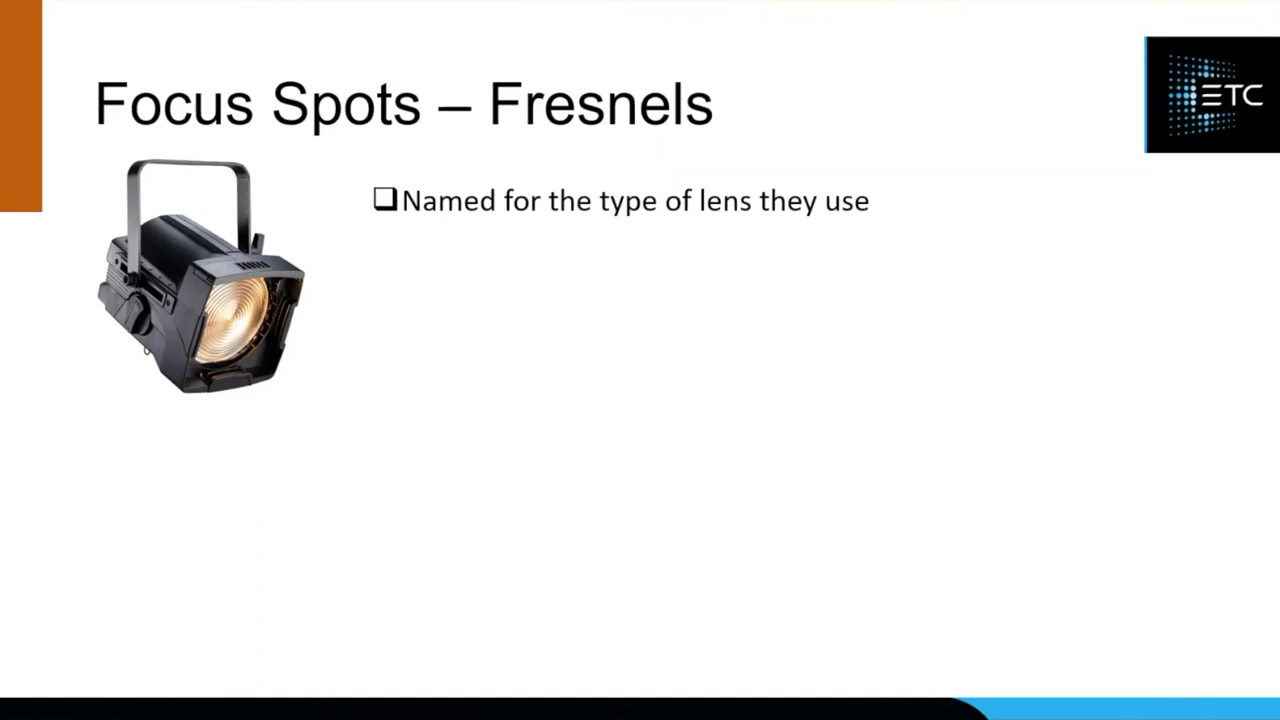 Focus Spots – Fresnels
ETC
❑Named for the type of lens they use